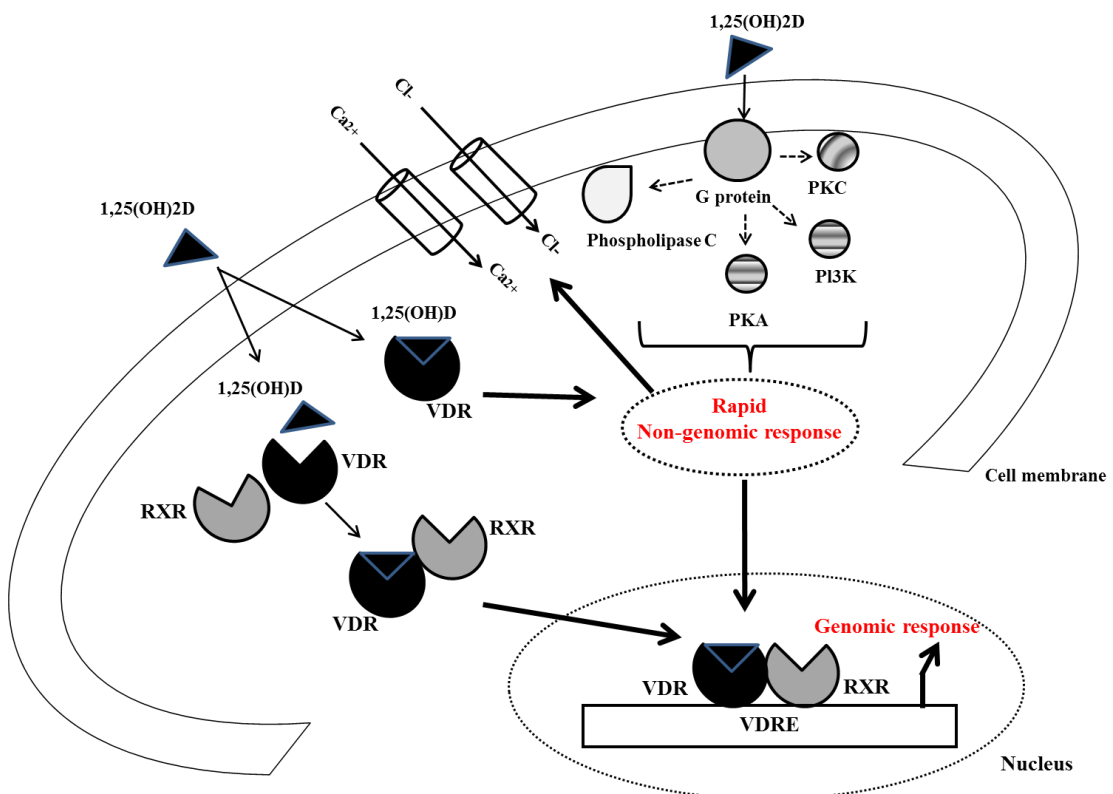 1,25(OH)2D
Cl-
Ca2+
PKC
G protein
1,25(OH)2D
Phospholipase C
Cl-
PI3K
Ca2+
1,25(OH)D
PKA
1,25(OH)D
VDR
Rapid
Non-genomic response
VDR
Cell membrane
RXR
RXR
VDR
Genomic response
VDR
RXR
VDRE
Nucleus